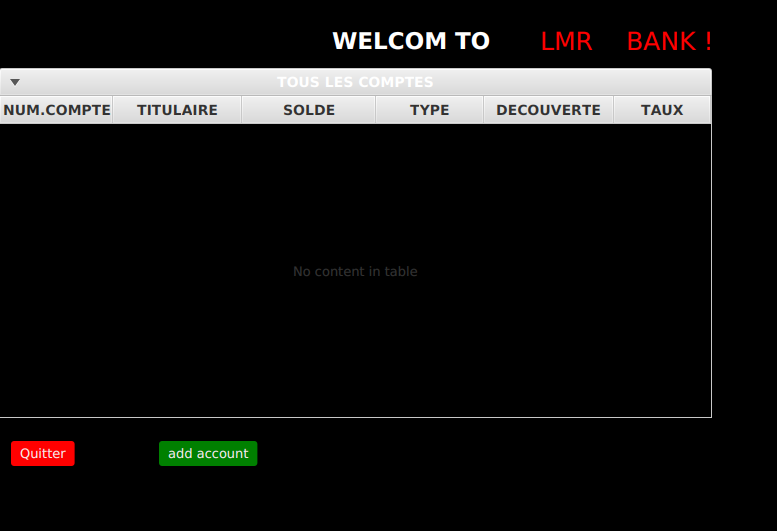 WELCOM TO LMR BANK !
TOUS LES COMPTES
NUM.COMPTE TITULAIRE SOLDE TYPE DECOUVERTE TAUX
No content in table
Quitter add account